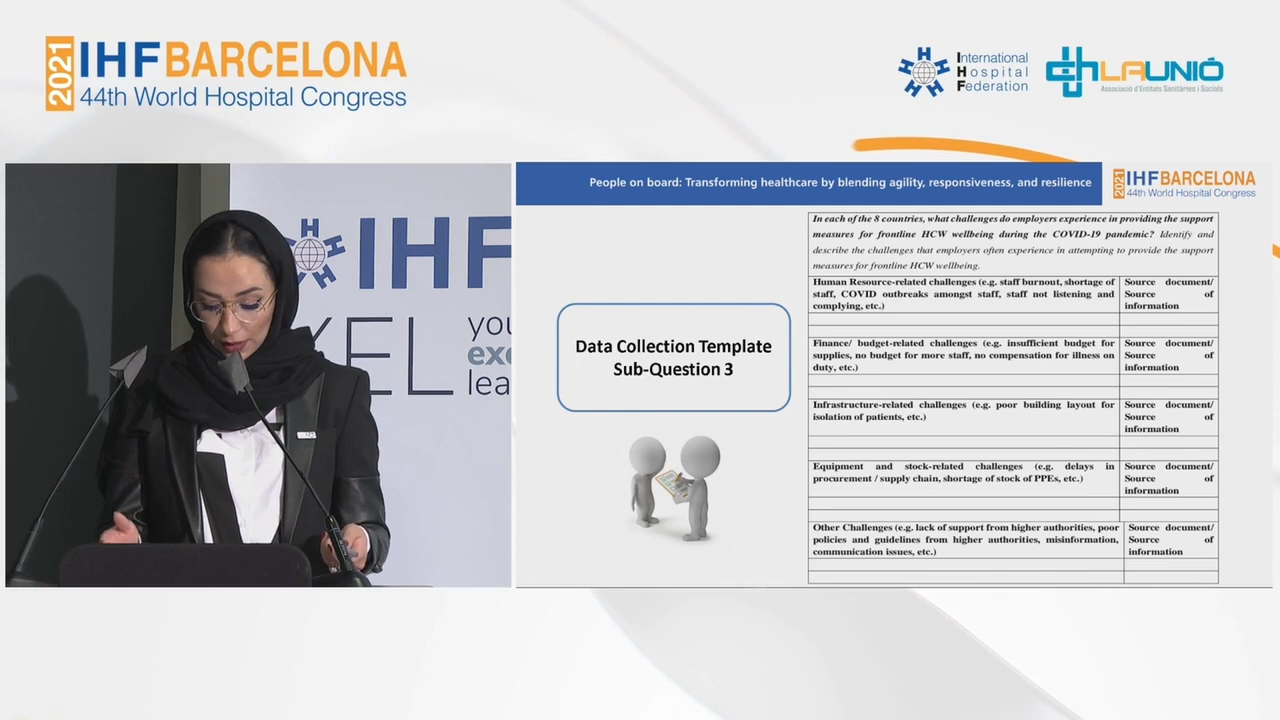 2021 IHF BARCELONA
44th World Hospital Congress
International
Hospital
Federation
LAUNIÓ
Associació d'Entitats Sanitàries i Socials
IHF
XEL
you
exc
lea
People on board: Transforming healthcare by blending agility, responsiveness, and resilience
2021 IHF BARCELONA
44th World Hospital Congress
Data Collection Template
Sub-Question 3
In each of the 8 countries, what challenges do employers experience in providing the support
measures for frontline HCW wellbeing during the COVID-19 pandemic? Identify and
describe the challenges that employers often experience in attempting to provide the support
measures for frontline HCW wellbeing.
Human Resource-related challenges (e.g. staff burnout, shortage of
staff, COVID outbreaks amongst staff, staff not listening and
complying, etc.)
Source document/
Source of
information
Finance/ budget-related challenges (e.g. insufficient budget for
supplies, no budget for more staff, no compensation for illness on
duty, etc.)
Source document/
Source of
information
Infrastructure-related challenges (e.g. poor building layout for
isolation of patients, etc.)
Source document/
Source of
information
Equipment and stock-related challenges (e.g. delays in
procurement / supply chain, shortage of stock of PPEs, etc.)
Source document/
Source of
information
Other Challenges (e.g. lack of support from higher authorities, poor
policies and guidelines from higher authorities, misinformation,
communication issues, etc.)
Source document/
Source of
information